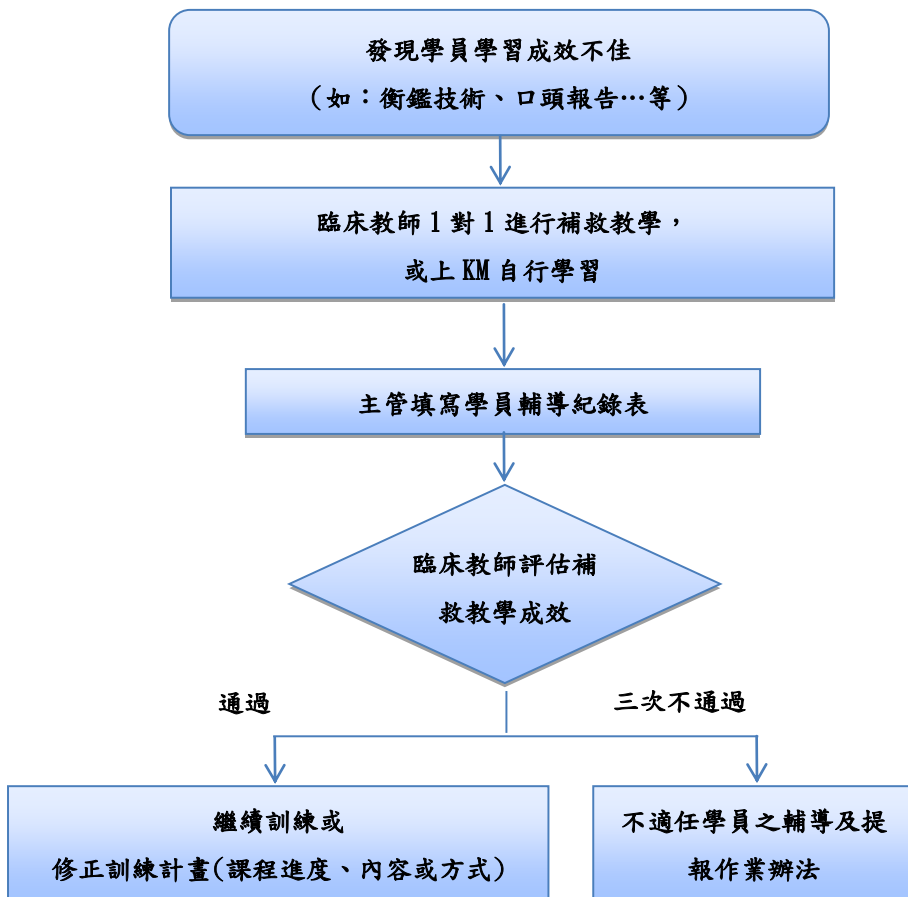 發現學員學習成效不佳
（如：衡鑑技術、口頭報告…等）
臨床教師 1 對 1 進行補救教學，
或上 KM 自行學習
主管填寫學員輔導紀錄表
臨床教師評估補
救教學成效
通過
三次不通過
繼續訓練或
修正訓練計畫(課程進度、內容或方式)
不適任學員之輔導及提
報作業辦法